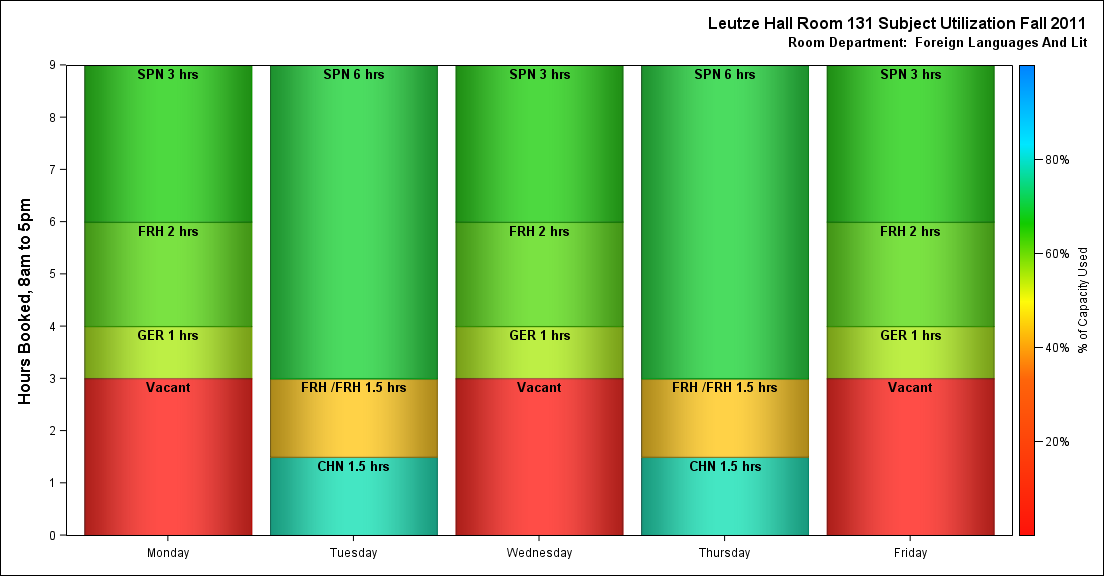 Leutze Hall Room 131 Subject Utilization Fall 2011
Room Department:  Foreign Languages And Lit
Hours Booked, 8am to 5pm
9
8
7
6
5
4
3
2
1
0
SPN 3 hrs
FRH 2 hrs
GER 1 hrs
Vacant
SPN 6 hrs
FRH /FRH 1.5 hrs
CHN 1.5 hrs
SPN 3 hrs
FRH 2 hrs
GER 1 hrs
Vacant
SPN 6 hrs
FRH /FRH 1.5 hrs
CHN 1.5 hrs
SPN 3 hrs
FRH 2 hrs
GER 1 hrs
Vacant
Monday
Tuesday
Wednesday
Thursday
Friday
80%
60%
40%
20%
% of Capacity Used